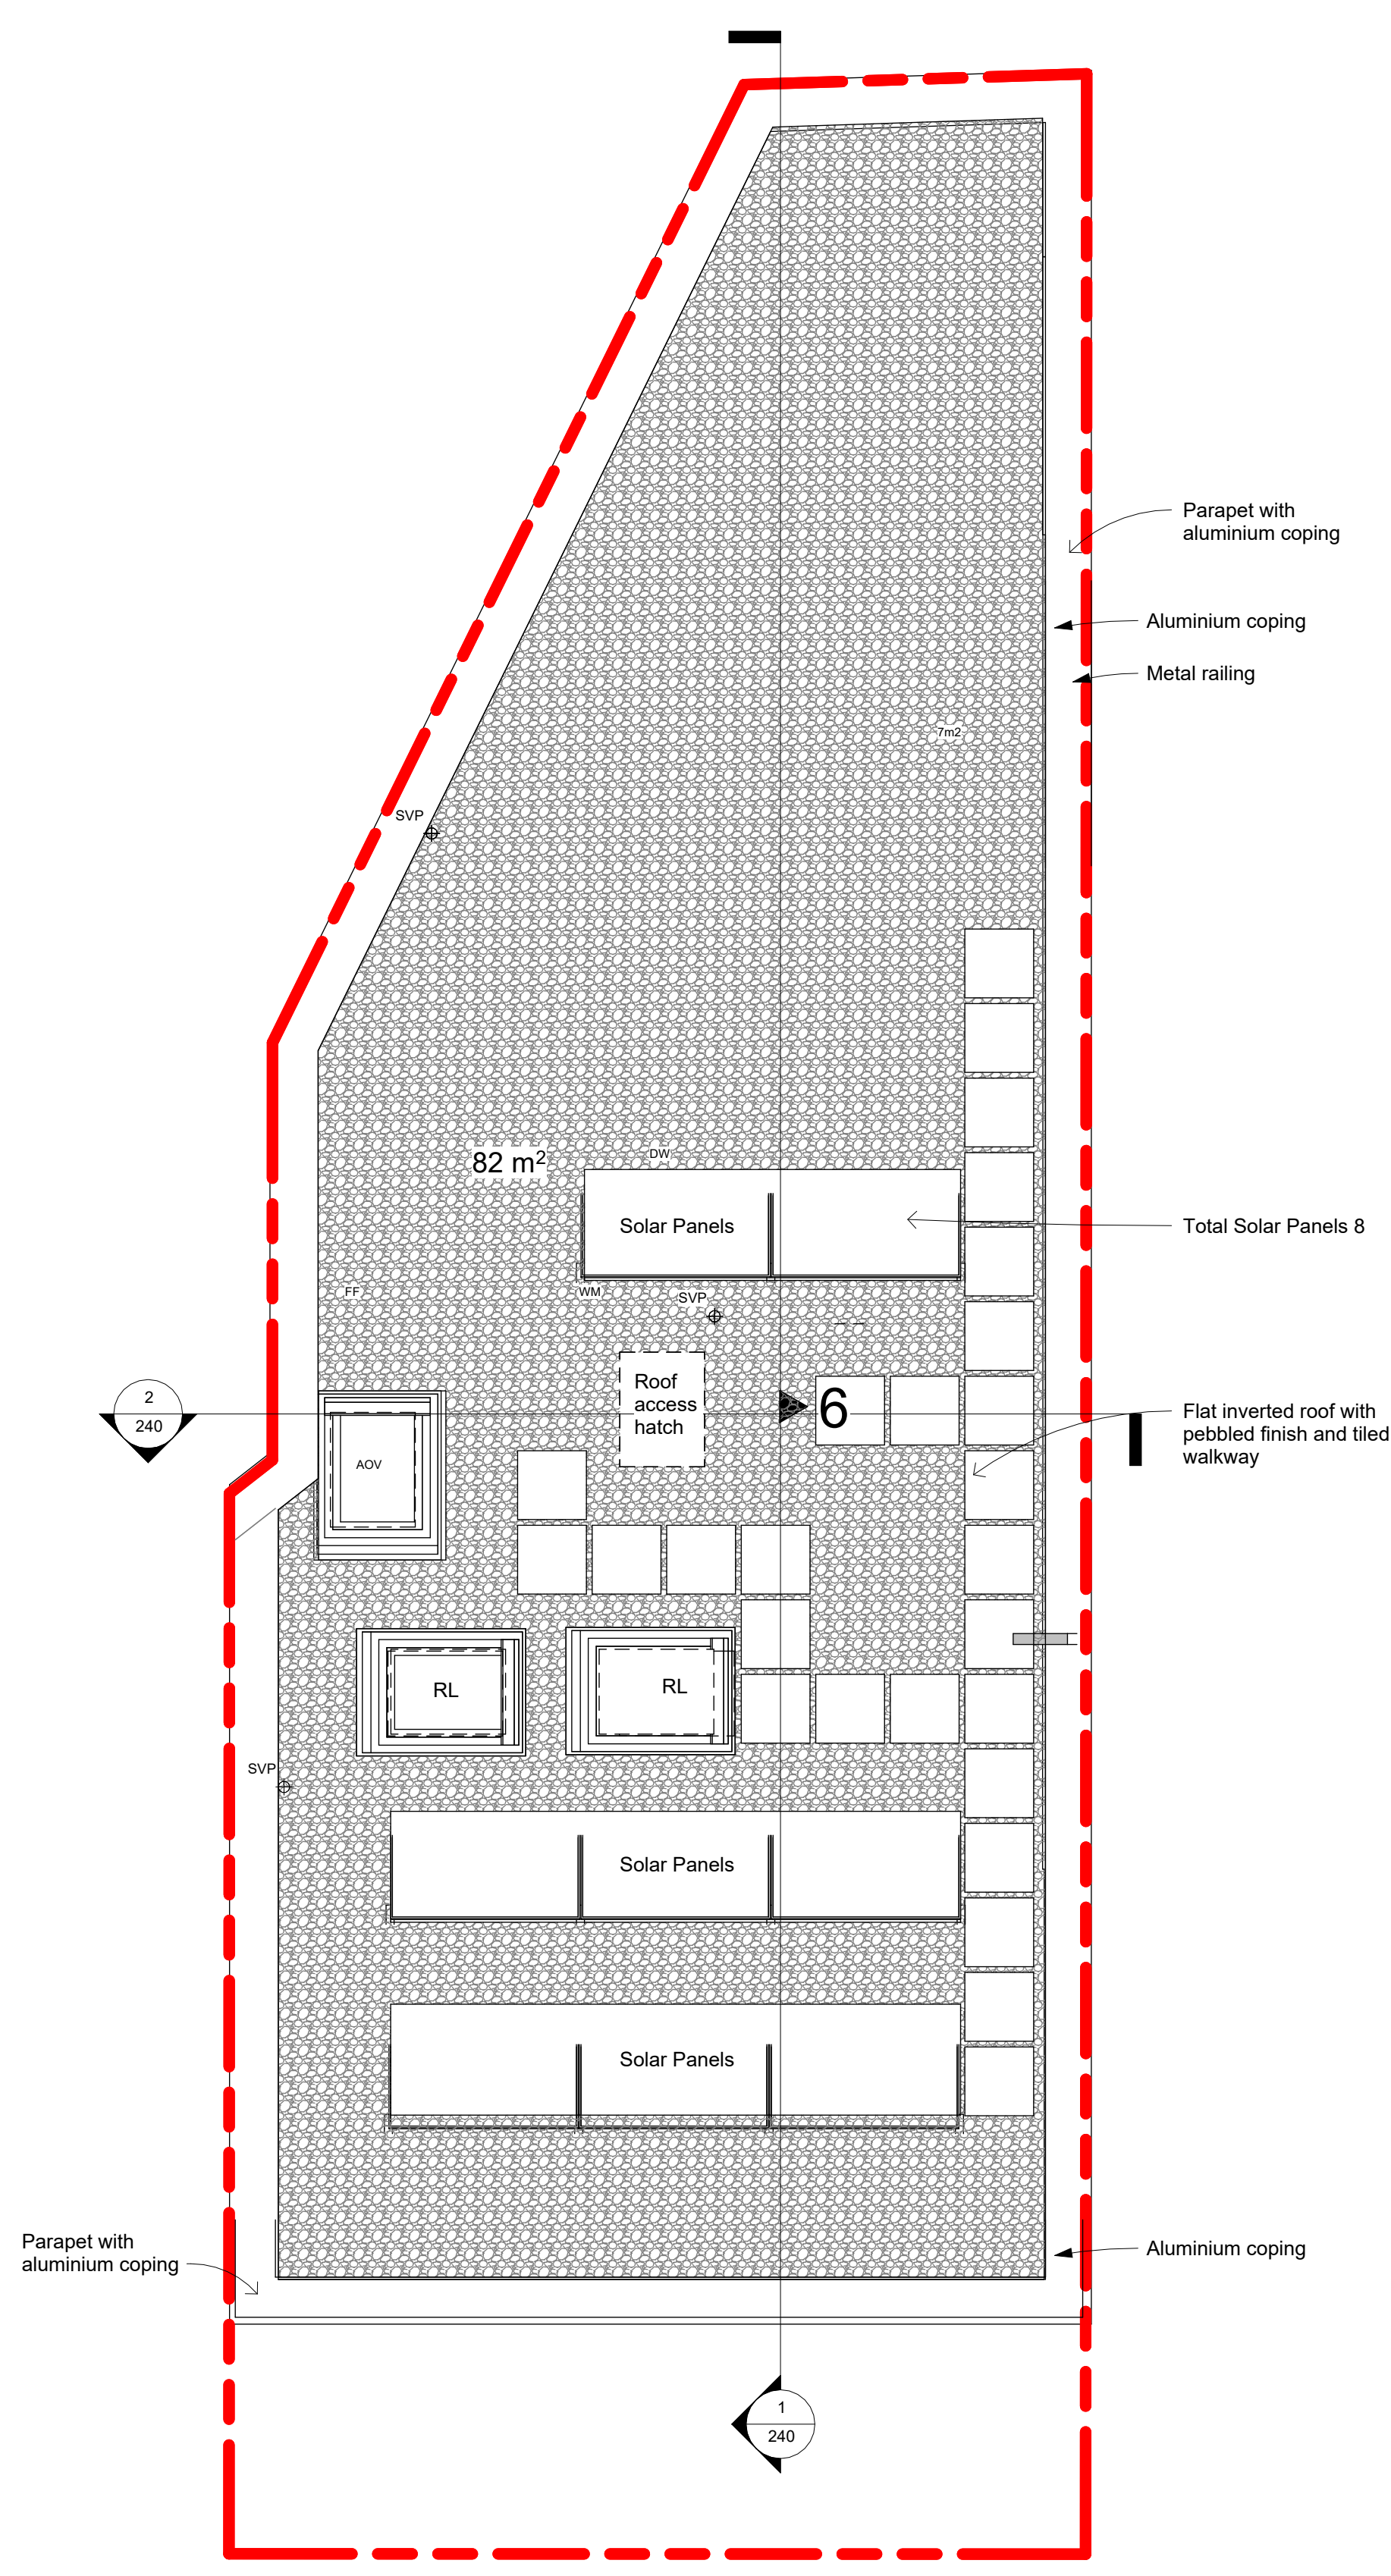 Parapet with
aluminium coping
Aluminium coping
Metal railing
7m2
SVP
82 m2
DW
Solar Panels
Total Solar Panels 8
FF
WM
SVP
Roof
access
hatch
2
240
6
Flat inverted roof with
pebbled finish and tiled
walkway
AOV
RL
RL
SVP
Solar Panels
Solar Panels
Parapet with
aluminium coping
Aluminium coping
1
240